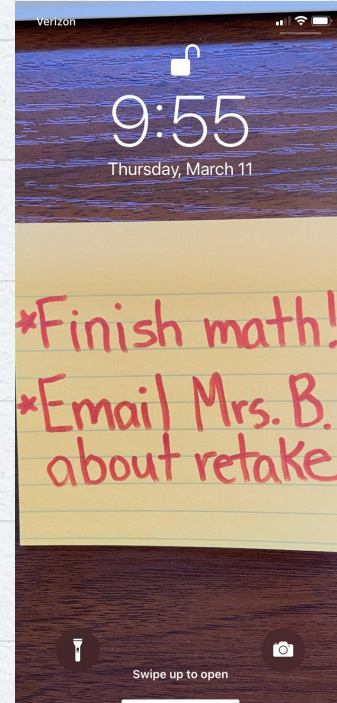 Verizon
9:55
Thursday, March 11
*Finish math!
*Email Mrs. B.
about retake
Swipe up to open